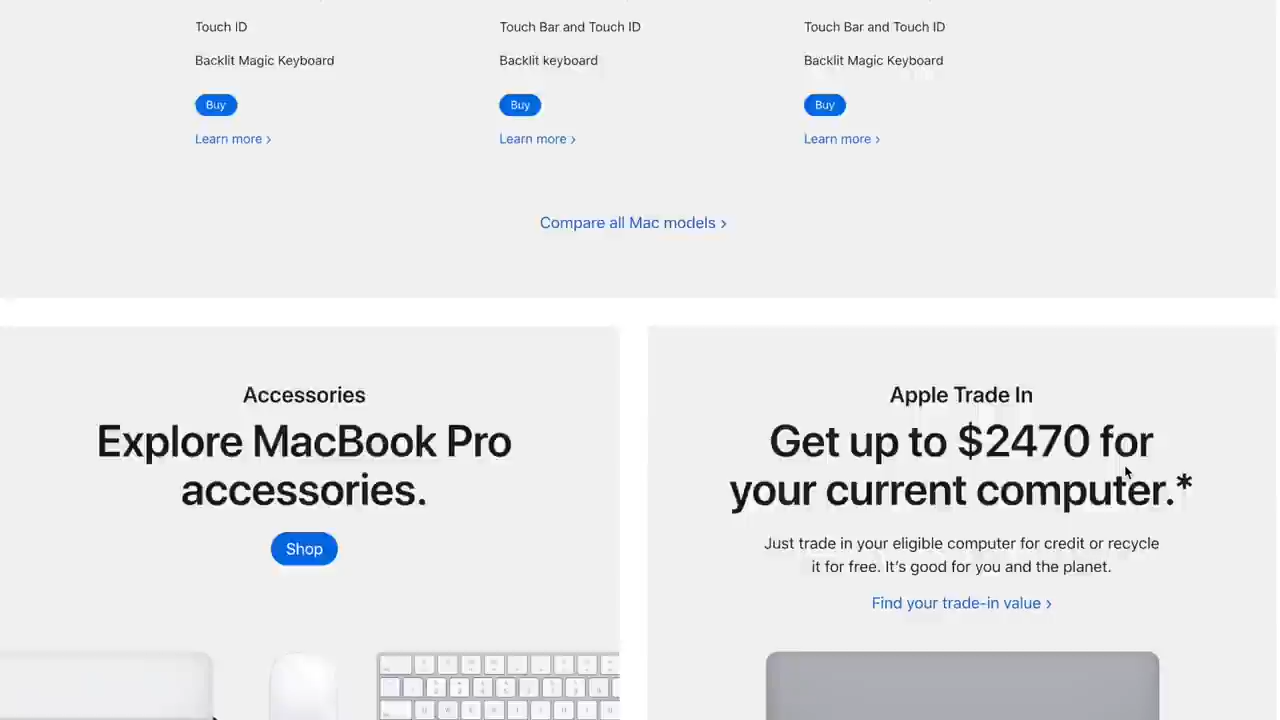 Touch ID
Touch Bar and Touch ID
Touch Bar and Touch ID
Backlit Magic Keyboard
Backlit keyboard
Backlit Magic Keyboard
Buy
Buy
Buy
Learn more ›
Learn more ›
Learn more ›
Compare all Mac models ›
Accessories
Explore MacBook Pro
accessories.
Shop
Apple Trade In
Get up to $2470 for
your current computer.*
Just trade in your eligible computer for credit or recycle
it for free. It’s good for you and the planet.
Find your trade-in value ›